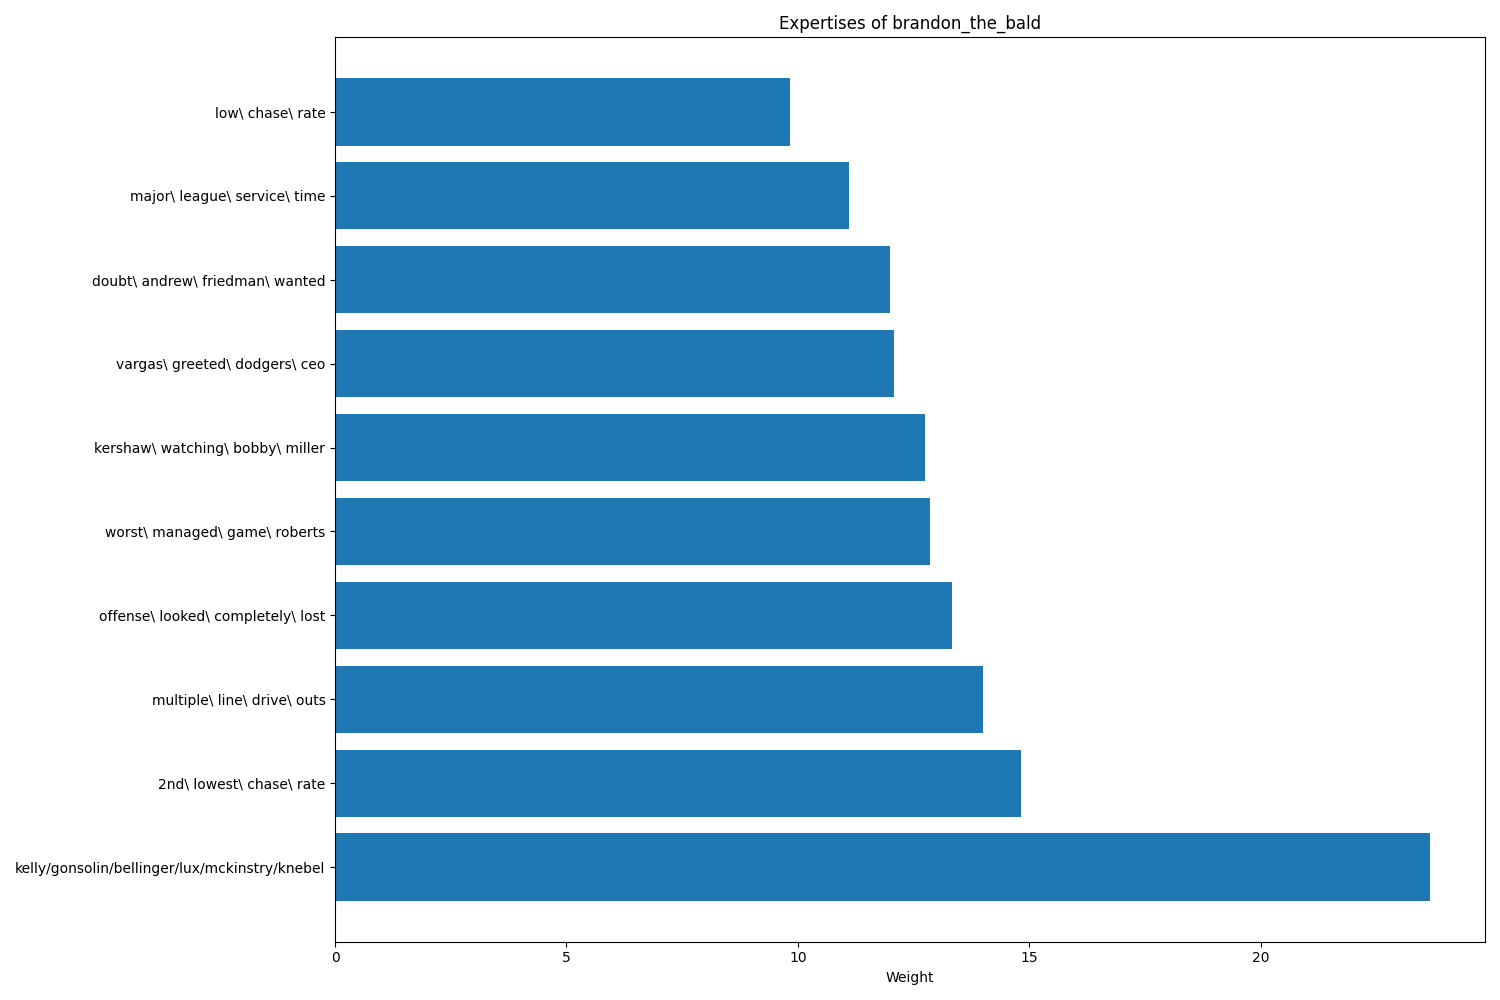 Expertises of brandon_the_bald
low\ chase\ rate
major\ league\ service\ time
doubt\ andrew\ friedman\ wanted
vargas\ greeted\ dodgers\ ceo
kershaw\ watching\ bobby\ miller
worst\ managed\ game\ roberts
offense\ looked\ completely\ lost
multiple\ line\ drive\ outs
2nd\ lowest\ chase\ rate
kelly/gonsolin/bellinger/lux/mckinstry/knebel
0 5 10 15 20
Weight